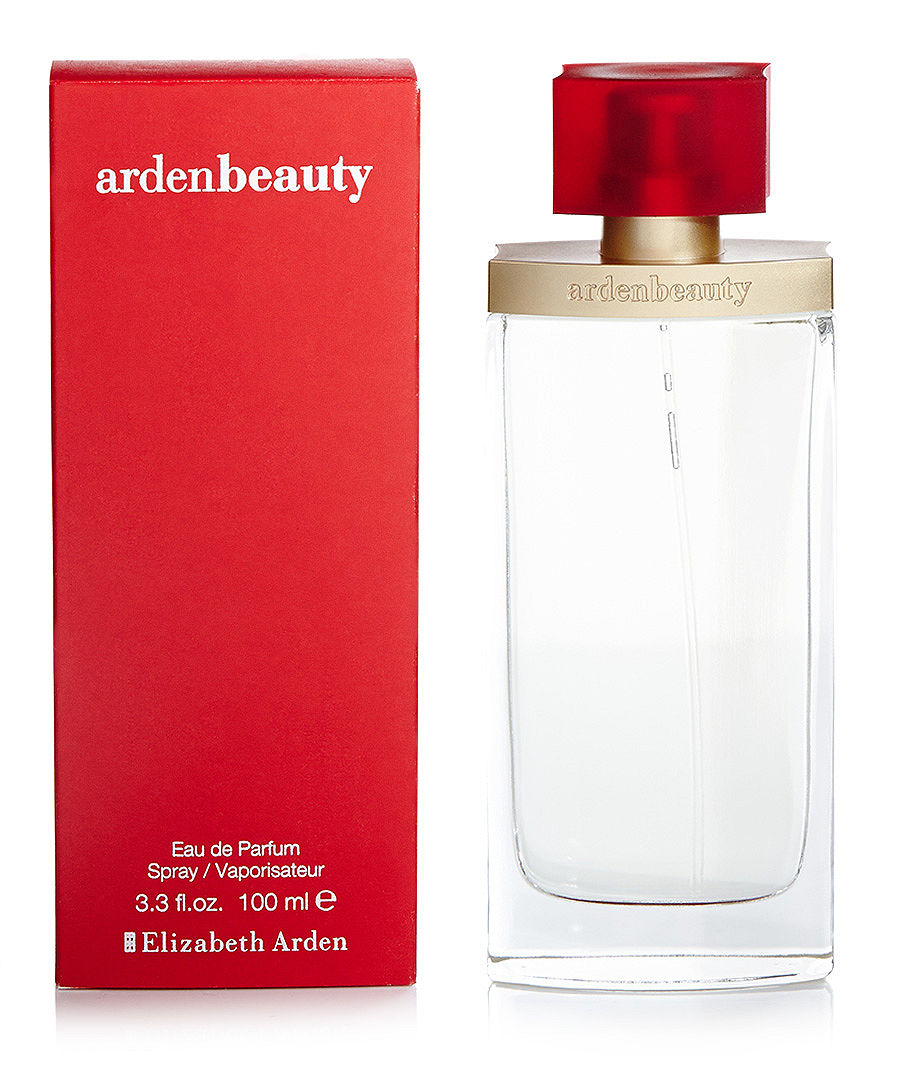 ardenbeauty
Eau de Parfum
Spray / Vaporisateur
3.3 fl.oz. 100 ml ℮
Elizabeth Arden
ardenbeauty